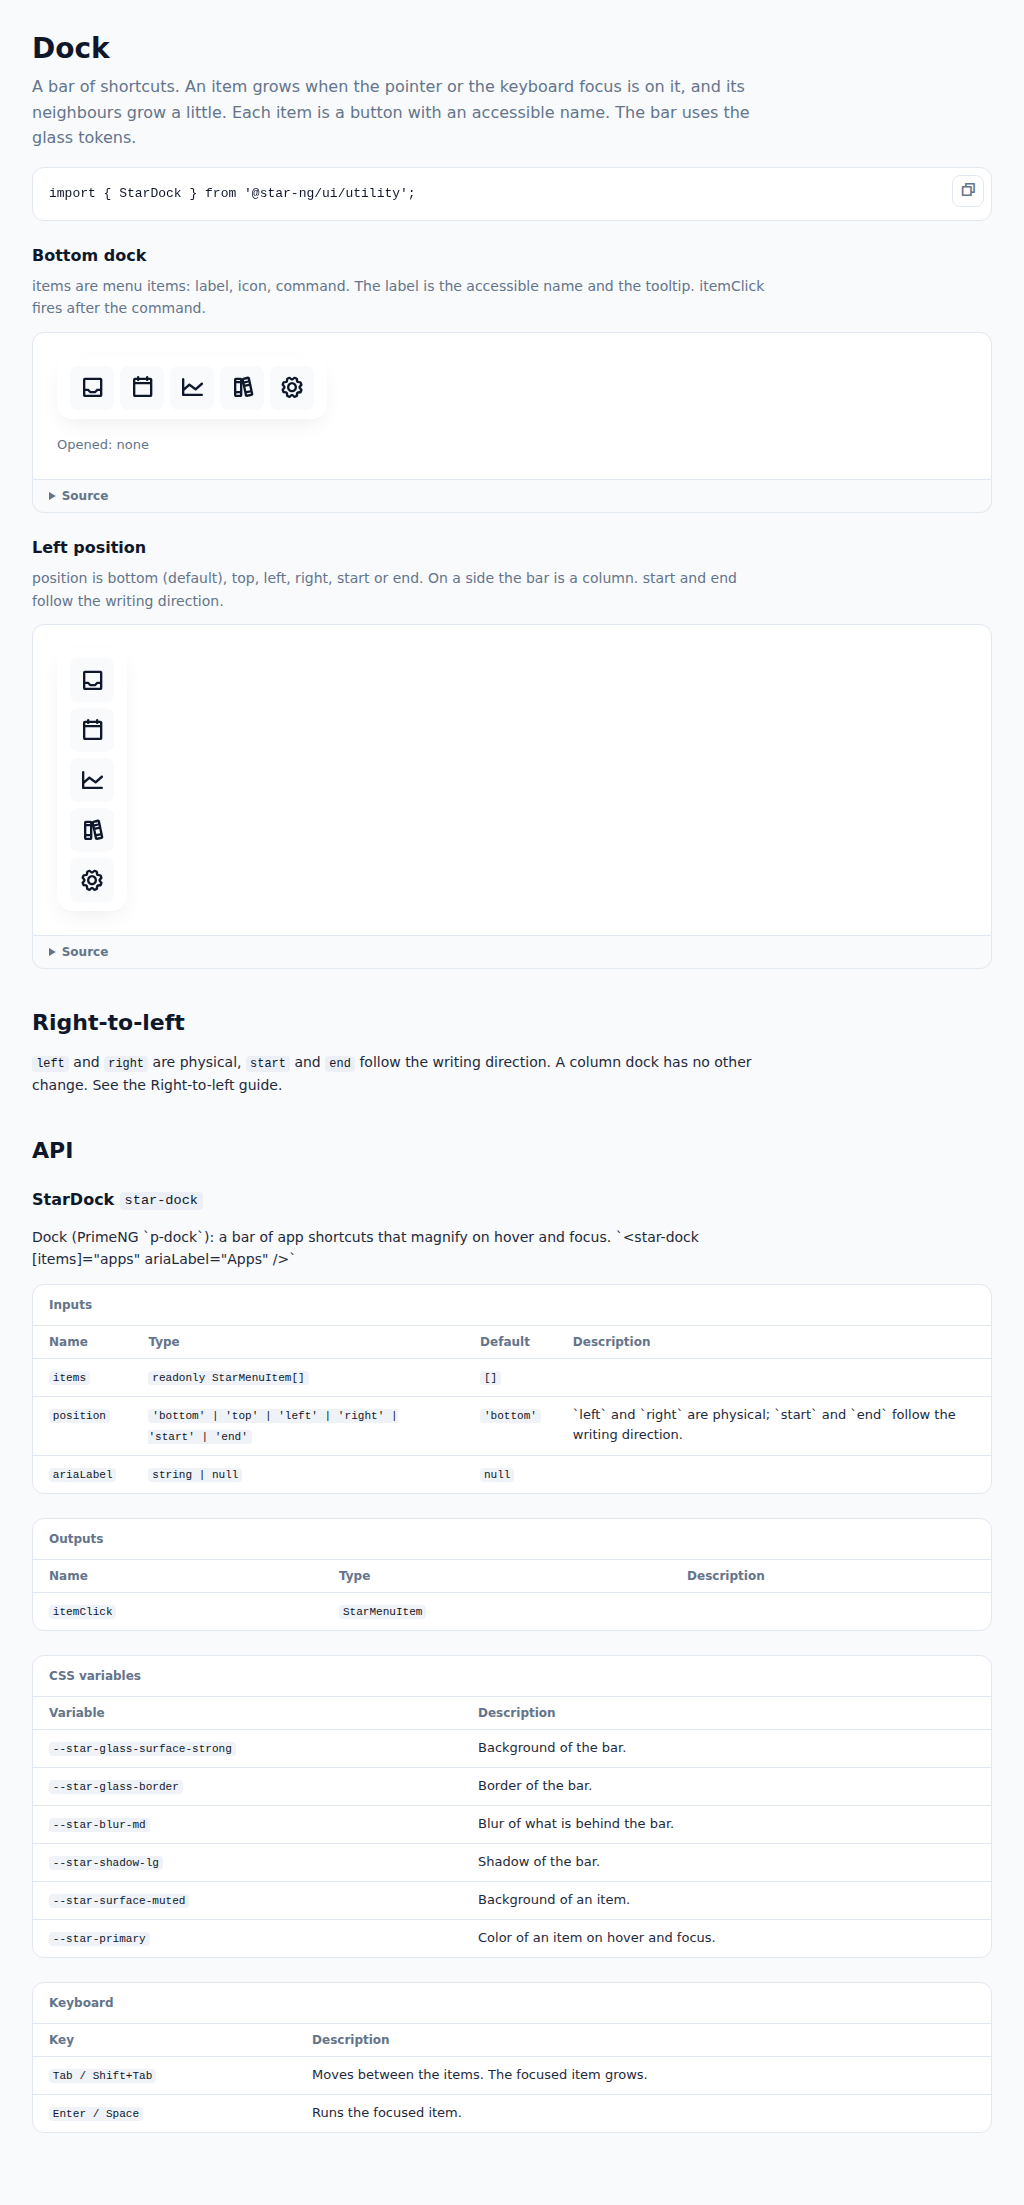 Dock
A bar of shortcuts. An item grows when the pointer or the keyboard focus is on it, and its
neighbours grow a little. Each item is a button with an accessible name. The bar uses the
glass tokens.
import { StarDock } from '@star-ng/ui/utility';
Bottom dock
items are menu items: label, icon, command. The label is the accessible name and the tooltip. itemClick
fires after the command.
Opened: none
Source
Left position
position is bottom (default), top, left, right, start or end. On a side the bar is a column. start and end
follow the writing direction.
Source
Right-to-left
left and right are physical, start and end follow the writing direction. A column dock has no other
change. See the Right-to-left guide.
API
StarDock star-dock
Dock (PrimeNG `p-dock`): a bar of app shortcuts that magnify on hover and focus. `<star-dock
[items]="apps" ariaLabel="Apps" />`
Inputs
Name Type Default Description
items readonly StarMenuItem[] []
position 'bottom' | 'top' | 'left' | 'right' | 'bottom' `left` and `right` are physical; `start` and `end` follow the
'start' | 'end' writing direction.
ariaLabel string | null null
Outputs
Name Type Description
itemClick StarMenuItem
CSS variables
Variable Description
--star-glass-surface-strong Background of the bar.
--star-glass-border Border of the bar.
--star-blur-md Blur of what is behind the bar.
--star-shadow-lg Shadow of the bar.
--star-surface-muted Background of an item.
--star-primary Color of an item on hover and focus.
Keyboard
Key Description
Tab / Shift+Tab Moves between the items. The focused item grows.
Enter / Space Runs the focused item.